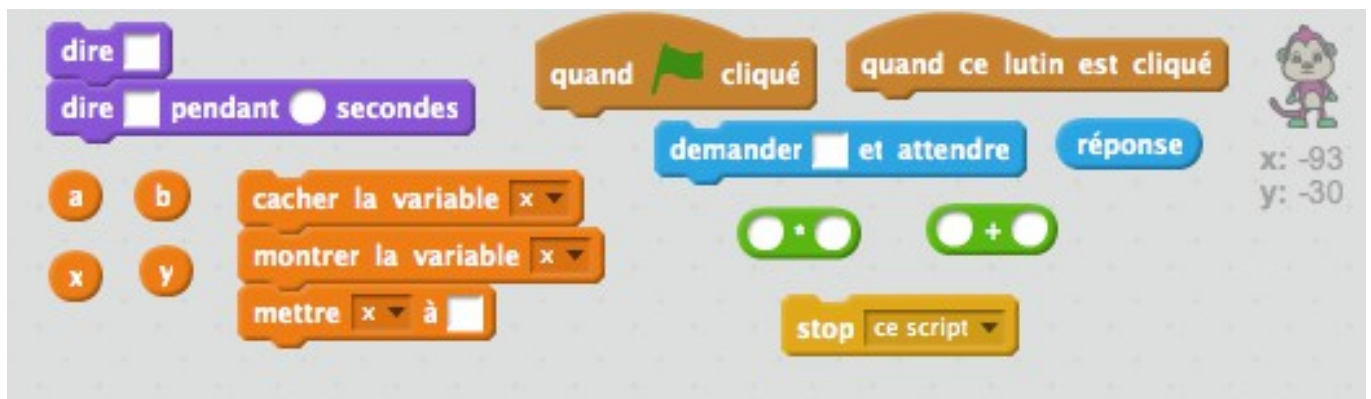 dire
dire pendant secondes
quand cliqué
quand ce lutin est cliqué
demander et attendre
réponse
x: -93
y: -30
a b
x y
cacher la variable x
montrer la variable x
mettre x à
*
+
stop ce script